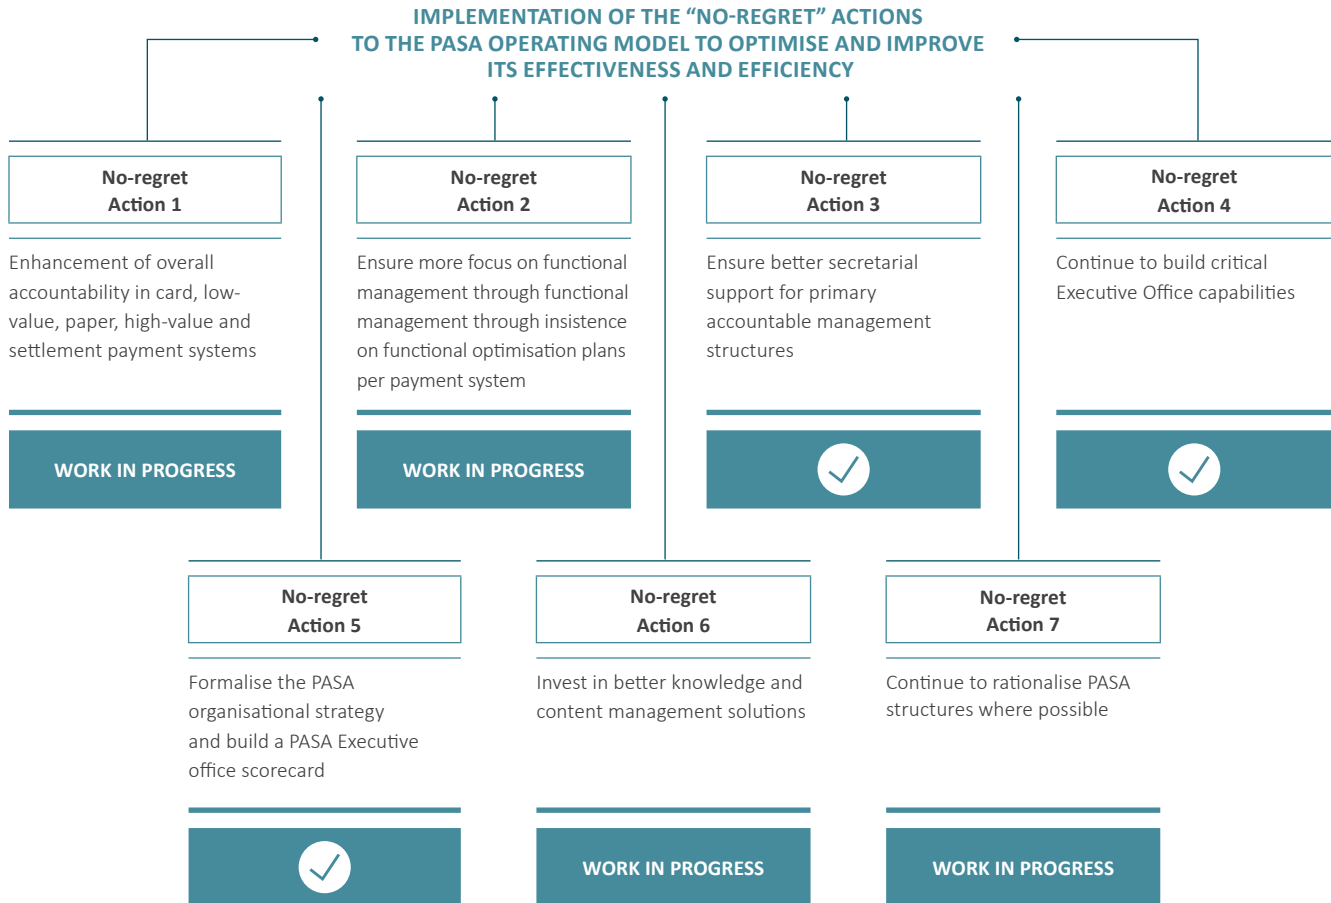 IMPLEMENTATION OF THE “NO-REGRET” ACTIONS
TO THE PASA OPERATING MODEL TO OPTIMISE AND IMPROVE
ITS EFFECTIVENESS AND EFFICIENCY
No-regret
Action 1
Enhancement of overall
accountability in card, low-
value, paper, high-value and
settlement payment systems
WORK IN PROGRESS
No-regret
Action 2
Ensure more focus on functional
management through functional
management through insistence
on functional optimisation plans
per payment system
WORK IN PROGRESS
No-regret
Action 3
Ensure better secretarial
support for primary
accountable management
structures
No-regret
Action 4
Continue to build critical
Executive Office capabilities
No-regret
Action 5
Formalise the PASA
organisational strategy
and build a PASA Executive
office scorecard
No-regret
Action 6
Invest in better knowledge and
content management solutions
WORK IN PROGRESS
No-regret
Action 7
Continue to rationalise PASA
structures where possible
WORK IN PROGRESS